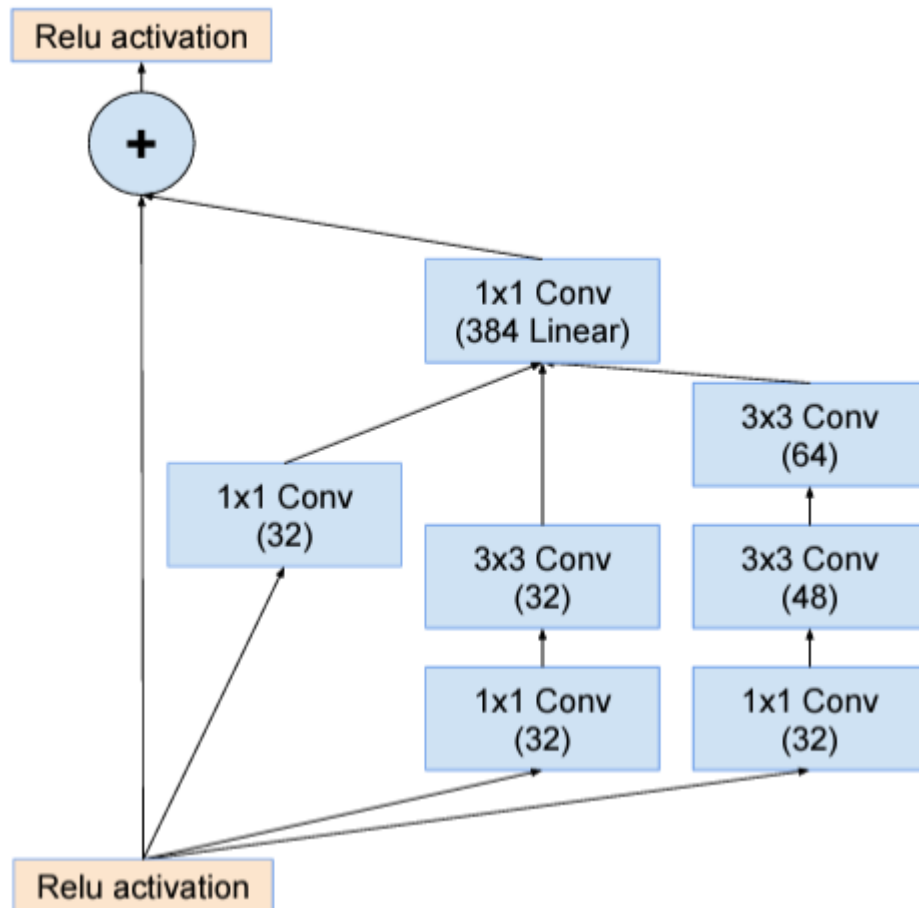 Relu activation
+
1x1 Conv
(384 Linear)
3x3 Conv
(64)
1x1 Conv
(32)
3x3 Conv
(32)
3x3 Conv
(48)
1x1 Conv
(32)
1x1 Conv
(32)
Relu activation